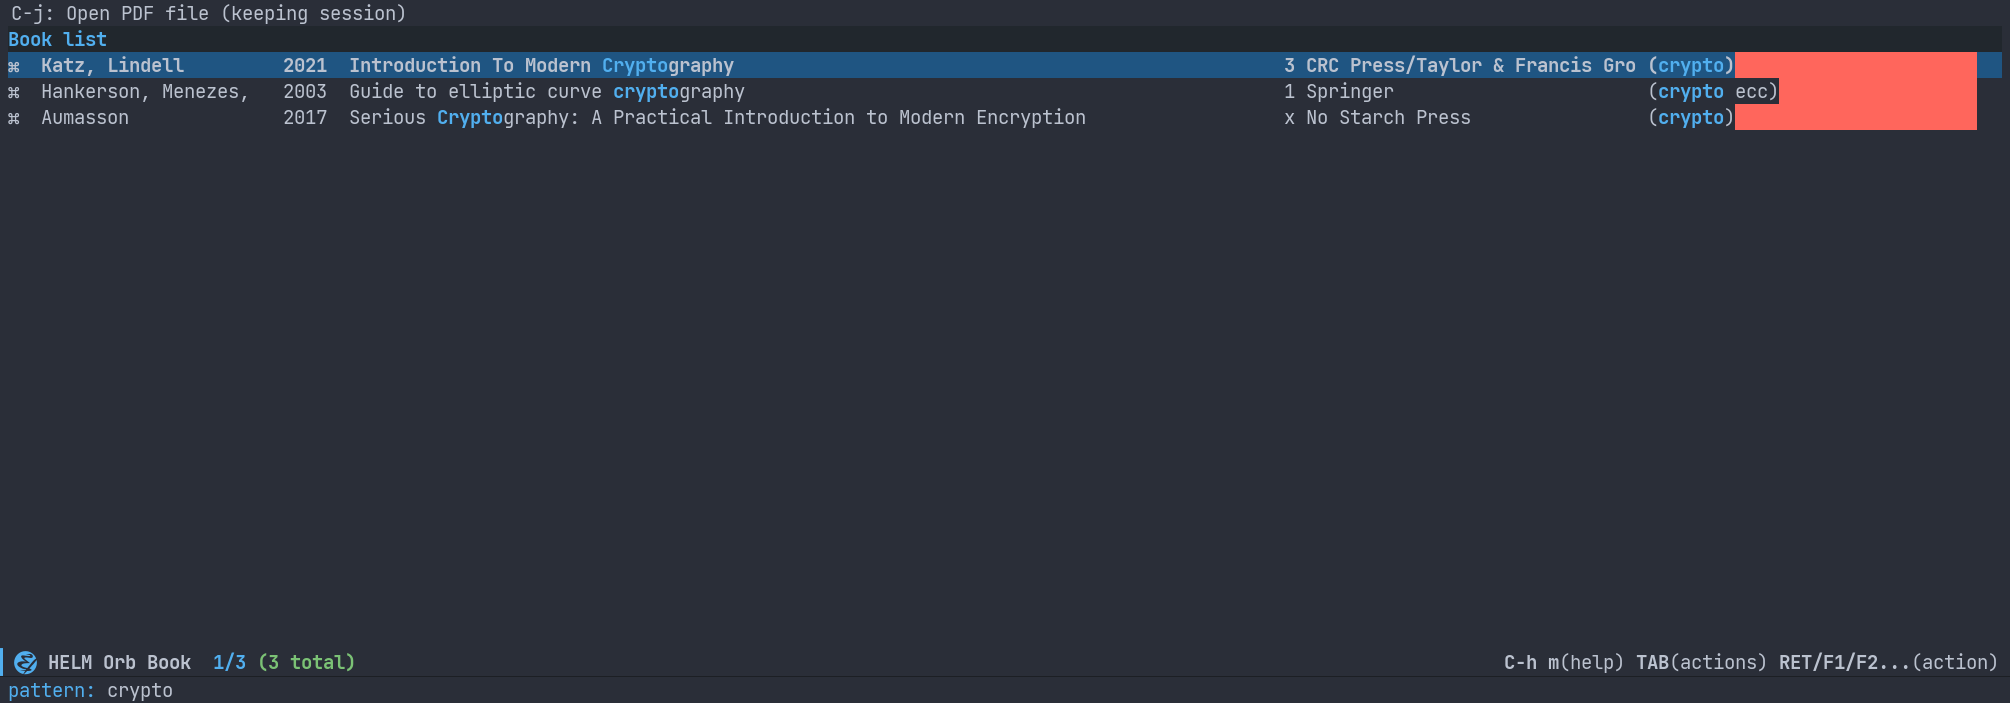 C-j: Open PDF file (keeping session)
Book list
⌘ Katz, Lindell 2021 Introduction To Modern Cryptography 3 CRC Press/Taylor & Francis Gro (crypto)
⌘ Hankerson, Menezes, 2003 Guide to elliptic curve cryptography 1 Springer (crypto ecc)
⌘ Aumasson 2017 Serious Cryptography: A Practical Introduction to Modern Encryption x No Starch Press (crypto)
HELM Orb Book 1/3 (3 total) C-h m(help) TAB(actions) RET/F1/F2...(action)
pattern: crypto